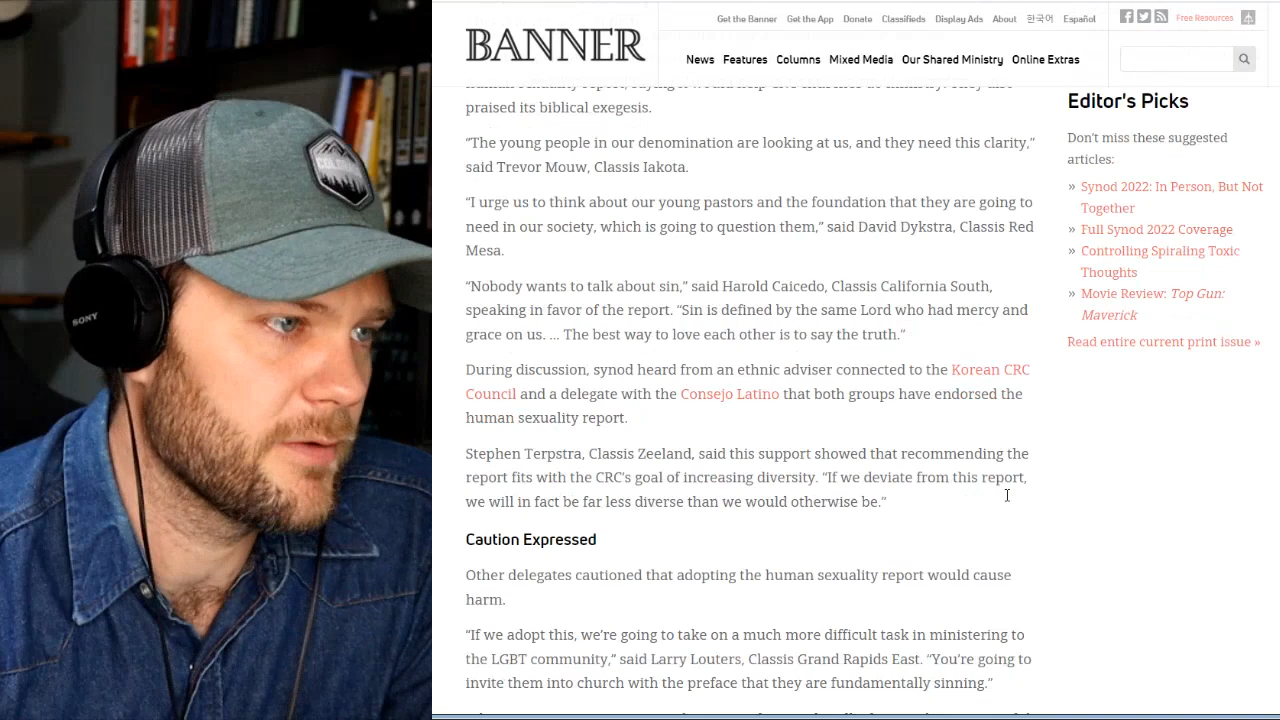 Get the Banner Get the App Donate Classifieds Display Ads About 한국어 Español
Free Resources
BANNER
News Features Columns Mixed Media Our Shared Ministry Online Extras
praised its biblical exegesis.
“The young people in our denomination are looking at us, and they need this clarity,”
said Trevor Mouw, Classis Iakota.
“I urge us to think about our young pastors and the foundation that they are going to
need in our society, which is going to question them,” said David Dykstra, Classis Red
Mesa.
“Nobody wants to talk about sin,” said Harold Caicedo, Classis California South,
speaking in favor of the report. “Sin is defined by the same Lord who had mercy and
grace on us. ... The best way to love each other is to say the truth.”
During discussion, synod heard from an ethnic adviser connected to the Korean CRC
Council and a delegate with the Consejo Latino that both groups have endorsed the
human sexuality report.
Stephen Terpstra, Classis Zeeland, said this support showed that recommending the
report fits with the CRC’s goal of increasing diversity. “If we deviate from this report,
we will in fact be far less diverse than we would otherwise be.”
Caution Expressed
Other delegates cautioned that adopting the human sexuality report would cause
harm.
“If we adopt this, we’re going to take on a much more difficult task in ministering to
the LGBT community,” said Larry Louters, Classis Grand Rapids East. “You’re going to
invite them into church with the preface that they are fundamentally sinning.”
Editor's Picks
Don’t miss these suggested
articles:
» Synod 2022: In Person, But Not
Together
» Full Synod 2022 Coverage
» Controlling Spiraling Toxic
Thoughts
» Movie Review: Top Gun:
Maverick
Read entire current print issue »
COLORADO
SONY